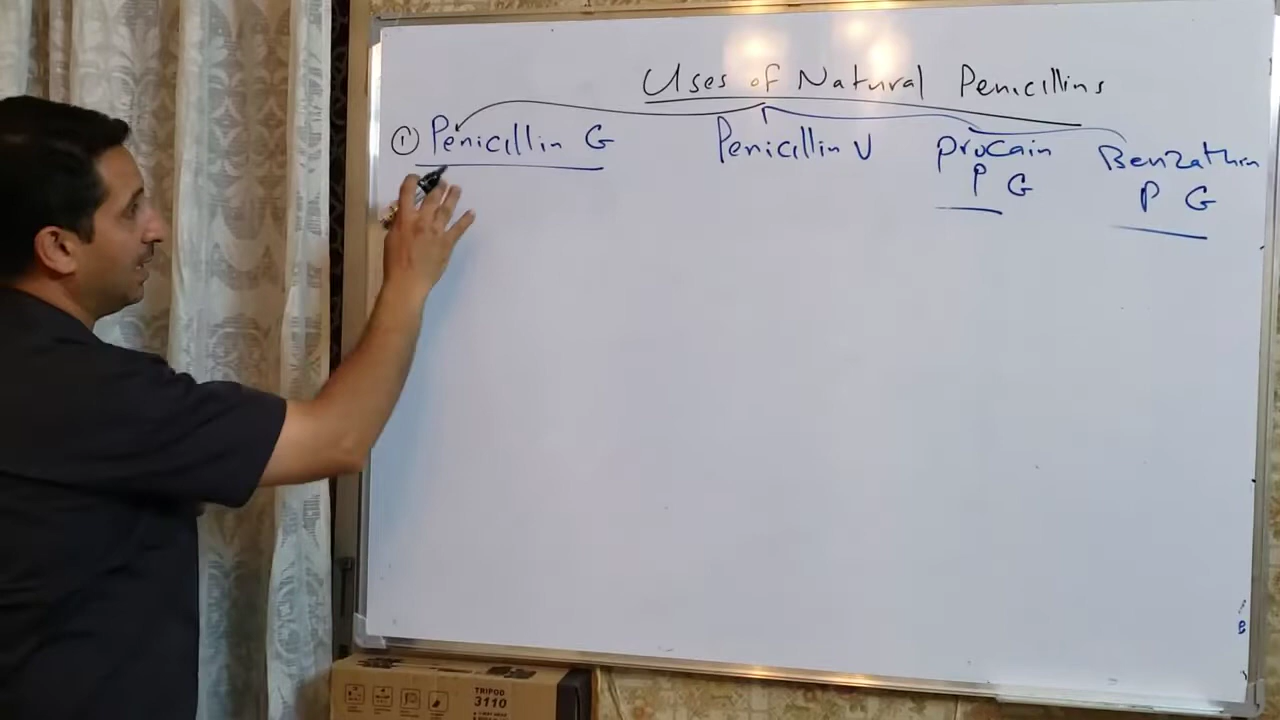 Uses of Natural Penicillins
① Penicillin G
Penicillin V
Procain
P G
Benzathin
P G
TRIPOD
3110